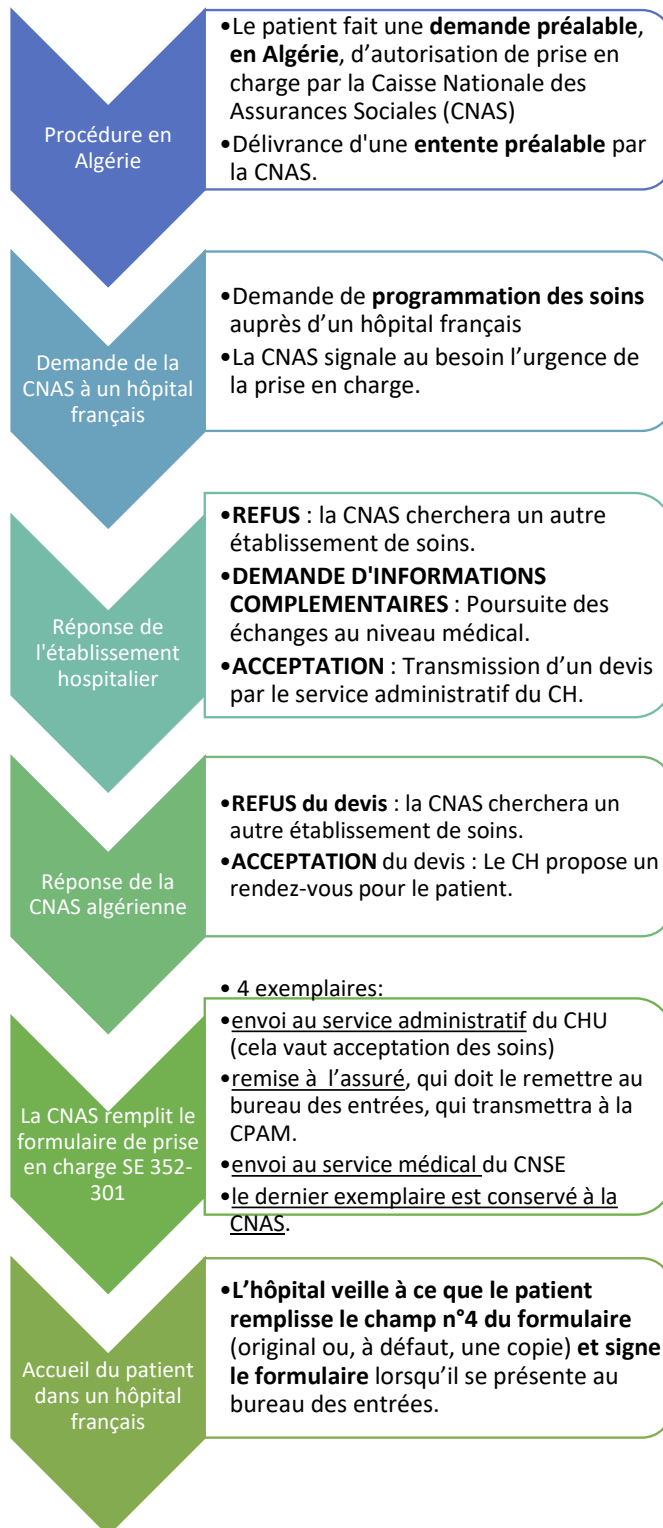 Procédure en
Algérie
•Le patient fait une demande préalable,
en Algérie, d'autorisation de prise en
charge par la Caisse Nationale des
Assurances Sociales (CNAS)
•Délivrance d'une entente préalable par
la CNAS.
Demande de la
CNAS à un hôpital
français
•Demande de programmation des soins
auprès d'un hôpital français
•La CNAS signale au besoin l'urgence de
la prise en charge.
Réponse de
l'établissement
hospitalier
•REFUS : la CNAS cherchera un autre
établissement de soins.
•DEMANDE D'INFORMATIONS
COMPLEMENTAIRES : Poursuite des
échanges au niveau médical.
•ACCEPTATION : Transmission d'un devis
par le service administratif du CH.
Réponse de la
CNAS algérienne
•REFUS du devis : la CNAS cherchera un
autre établissement de soins.
•ACCEPTATION du devis : Le CH propose un
rendez-vous pour le patient.
La CNAS remplit le
formulaire de prise
en charge SE 352-
301
• 4 exemplaires:
•envoi au service administratif du CHU
(cela vaut acceptation des soins)
•remise à l'assuré, qui doit le remettre au
bureau des entrées, qui transmettra à la
CPAM.
•envoi au service médical du CNSE
•le dernier exemplaire est conservé à la
CNAS.
Accueil du patient
dans un hôpital
français
•L'hôpital veille à ce que le patient
remplisse le champ n°4 du formulaire
(original ou, à défaut, une copie) et signe
le formulaire lorsqu'il se présente au
bureau des entrées.